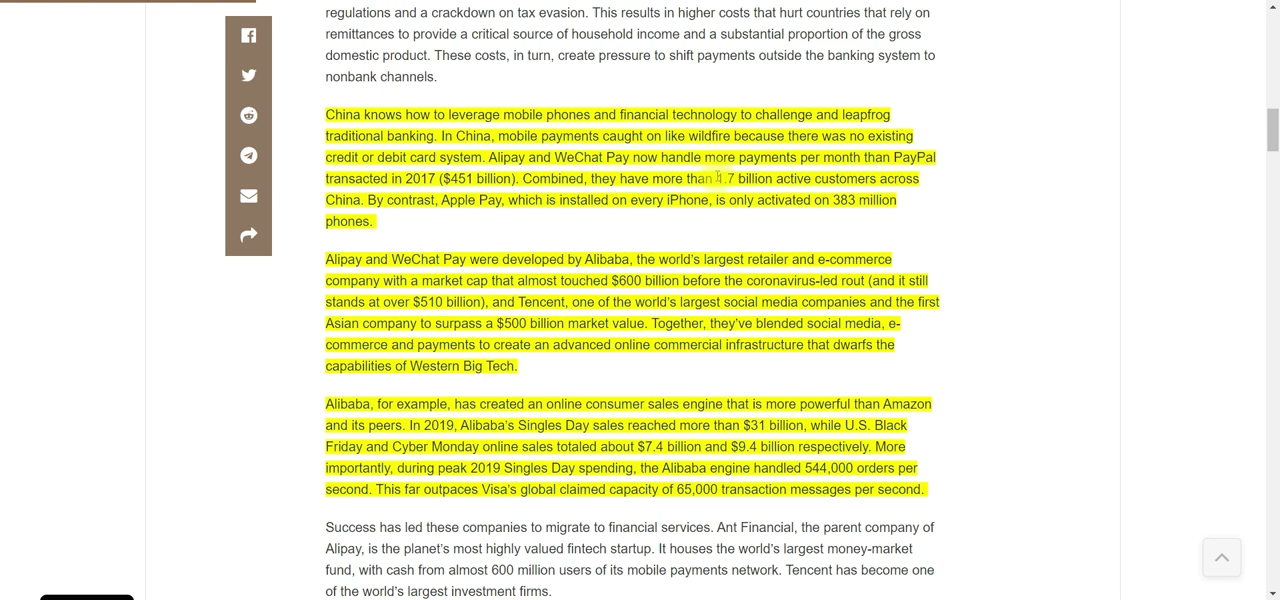 regulations and a crackdown on tax evasion. This results in higher costs that hurt countries that rely on
remittances to provide a critical source of household income and a substantial proportion of the gross
domestic product. These costs, in turn, create pressure to shift payments outside the banking system to
nonbank channels.
China knows how to leverage mobile phones and financial technology to challenge and leapfrog
traditional banking. In China, mobile payments caught on like wildfire because there was no existing
credit or debit card system. Alipay and WeChat Pay now handle more payments per month than PayPal
transacted in 2017 ($451 billion). Combined, they have more than 1.7 billion active customers across
China. By contrast, Apple Pay, which is installed on every iPhone, is only activated on 383 million
phones.
Alipay and WeChat Pay were developed by Alibaba, the world's largest retailer and e-commerce
company with a market cap that almost touched $600 billion before the coronavirus-led rout (and it still
stands at over $510 billion), and Tencent, one of the world's largest social media companies and the first
Asian company to surpass a $500 billion market value. Together, they've blended social media, e-
commerce and payments to create an advanced online commercial infrastructure that dwarfs the
capabilities of Western Big Tech.
Alibaba, for example, has created an online consumer sales engine that is more powerful than Amazon
and its peers. In 2019, Alibaba's Singles Day sales reached more than $31 billion, while U.S. Black
Friday and Cyber Monday online sales totaled about $7.4 billion and $9.4 billion respectively. More
importantly, during peak 2019 Singles Day spending, the Alibaba engine handled 544,000 orders per
second. This far outpaces Visa's global claimed capacity of 65,000 transaction messages per second.
Success has led these companies to migrate to financial services. Ant Financial, the parent company of
Alipay, is the planet's most highly valued fintech startup. It houses the world's largest money-market
fund, with cash from almost 600 million users of its mobile payments network. Tencent has become one
of the world's largest investment firms.